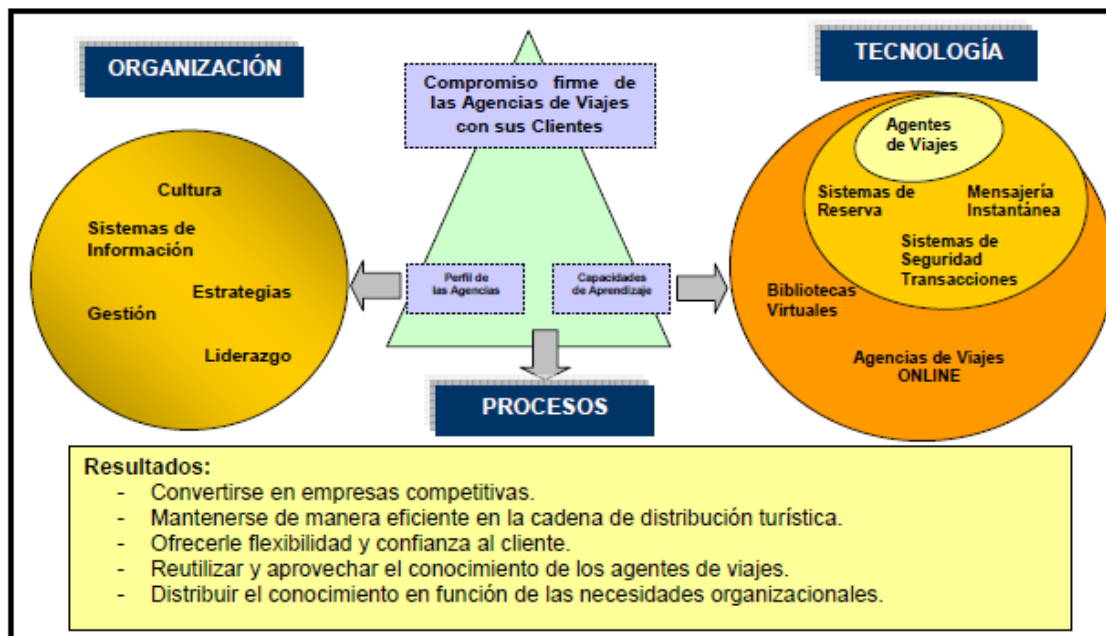 ORGANIZACIÓN
Cultura
Sistemas de
Información
Estrategias
Gestión
Liderazgo
Compromiso firme de
las Agencias de Viajes
con sus Clientes
Perfil de
las Agencias
Capacidades
de Aprendizaje
PROCESOS
TECNOLOGÍA
Agentes
de Viajes
Sistemas de
Reserva
Mensajería
Instantánea
Sistemas de
Seguridad
Transacciones
Bibliotecas
Virtuales
Agencias de Viajes
ONLINE
Resultados:
- Convertirse en empresas competitivas.
- Mantenerse de manera eficiente en la cadena de distribución turística.
- Ofrecerle flexibilidad y confianza al cliente.
- Reutilizar y aprovechar el conocimiento de los agentes de viajes.
- Distribuir el conocimiento en función de las necesidades organizacionales.